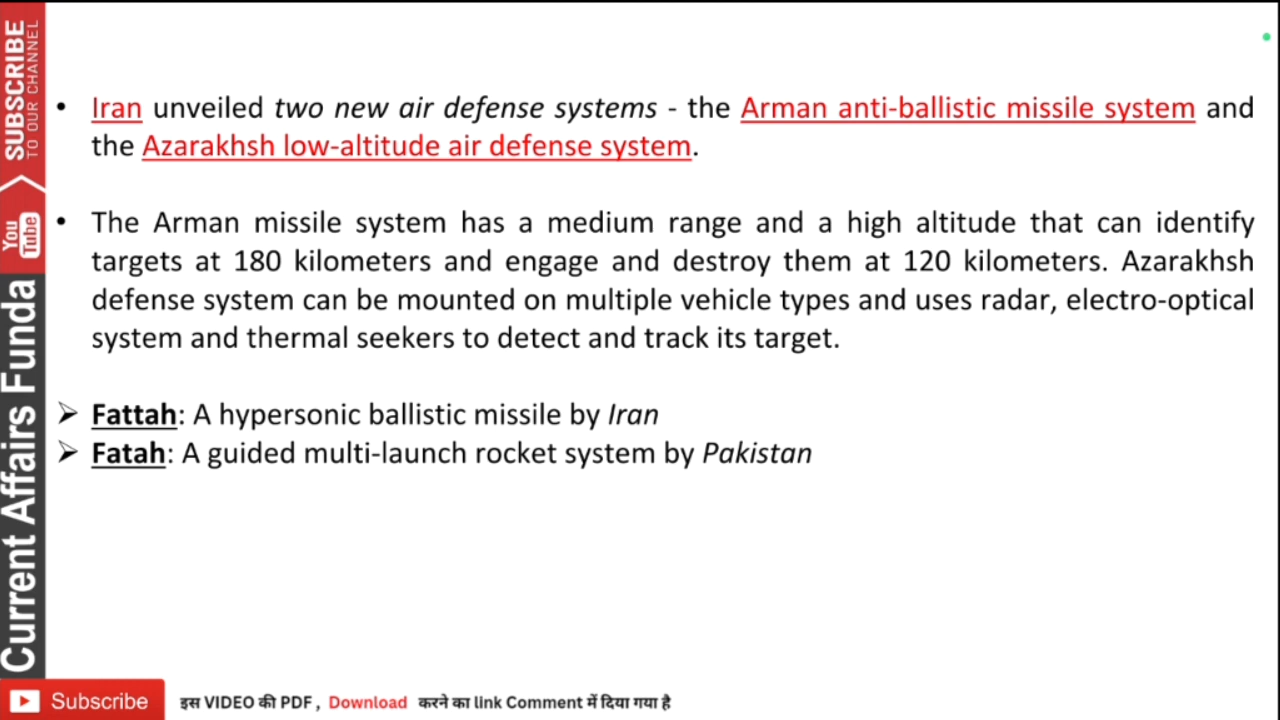 SUBSCRIBE
TO OUR CHANNEL
You
Tube
Current Affairs Funda
• Iran unveiled two new air defense systems - the Arman anti-ballistic missile system and
the Azarakhsh low-altitude air defense system.
• The Arman missile system has a medium range and a high altitude that can identify
targets at 180 kilometers and engage and destroy them at 120 kilometers. Azarakhsh
defense system can be mounted on multiple vehicle types and uses radar, electro-optical
system and thermal seekers to detect and track its target.
➢ Fattah: A hypersonic ballistic missile by Iran
➢ Fatah: A guided multi-launch rocket system by Pakistan
Subscribe
इस VIDEO की PDF , Download करने का link Comment में दिया गया है